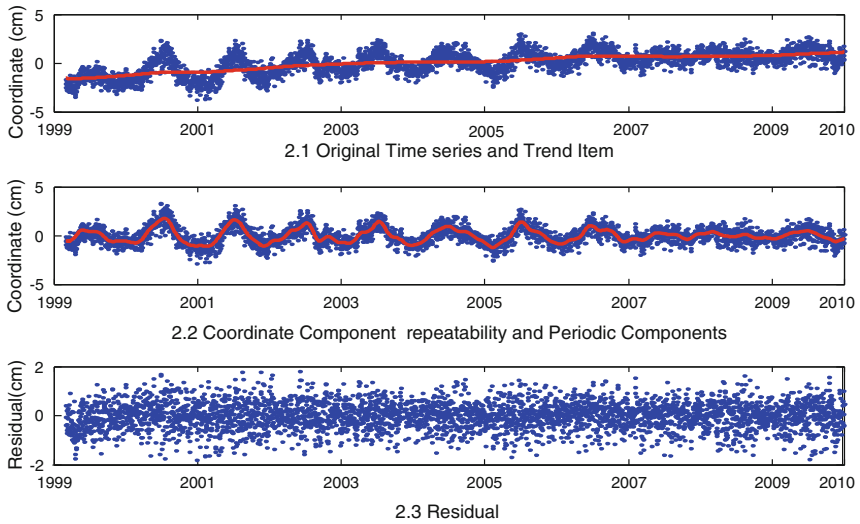 5
0
-5
Coordinate (cm)
1999 2001 2003 2005 2007 2009 2010
2.1 Original Time series and Trend Item
5
0
-5
Coordinate (cm)
1999 2001 2003 2005 2007 2009 2010
2.2 Coordinate Component repeatability and Periodic Components
2
0
-2
Residual(cm)
1999 2001 2003 2005 2007 2009 2010
2.3 Residual